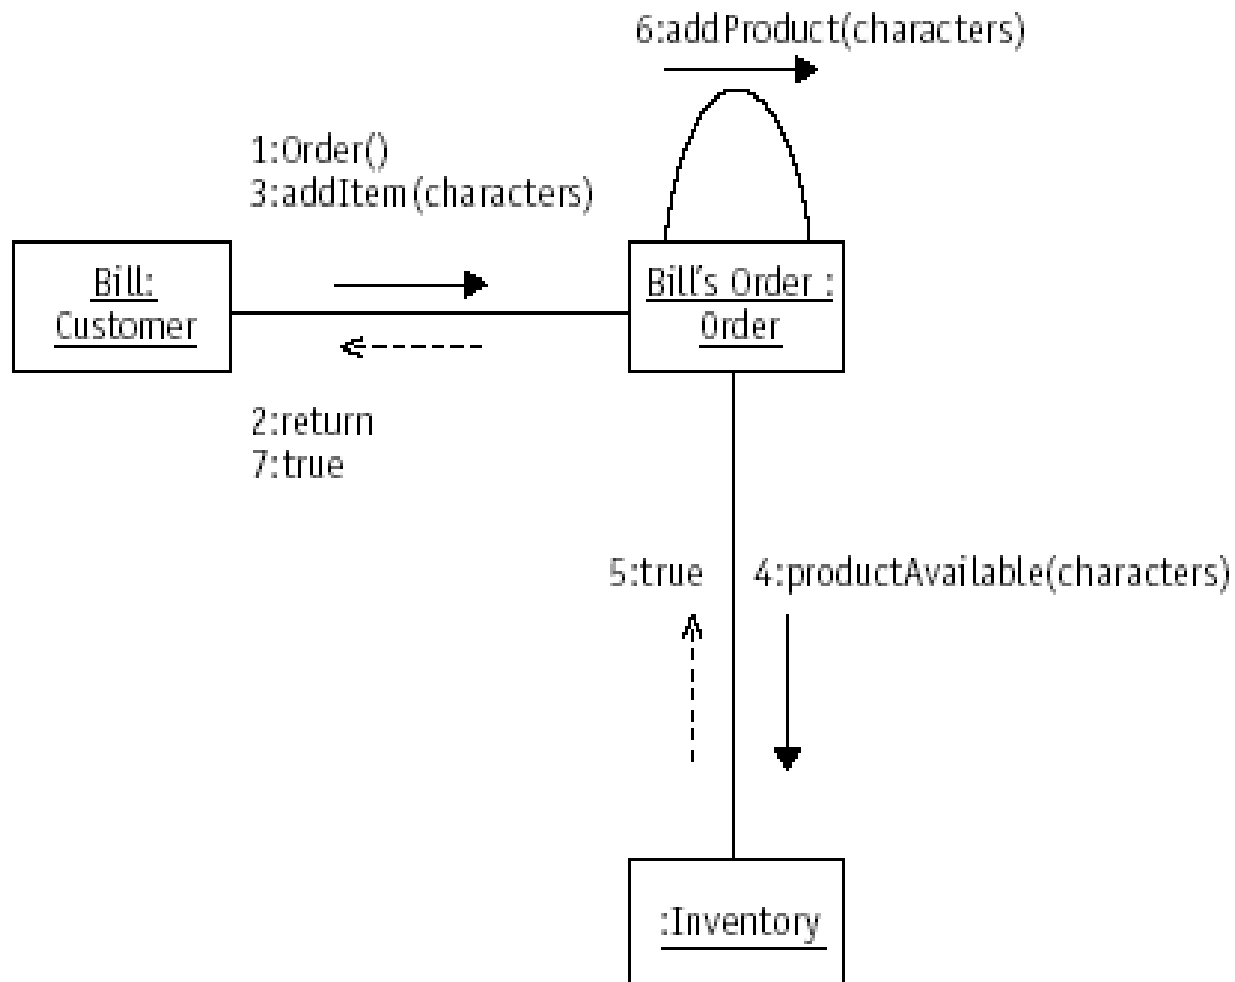 6:addProduct(characters)
1:Order()
3:addItem(characters)
Bill:
Customer
Bill's Order :
Order
2:return
7:true
5:true
4:productAvailable(characters)
:Inventory